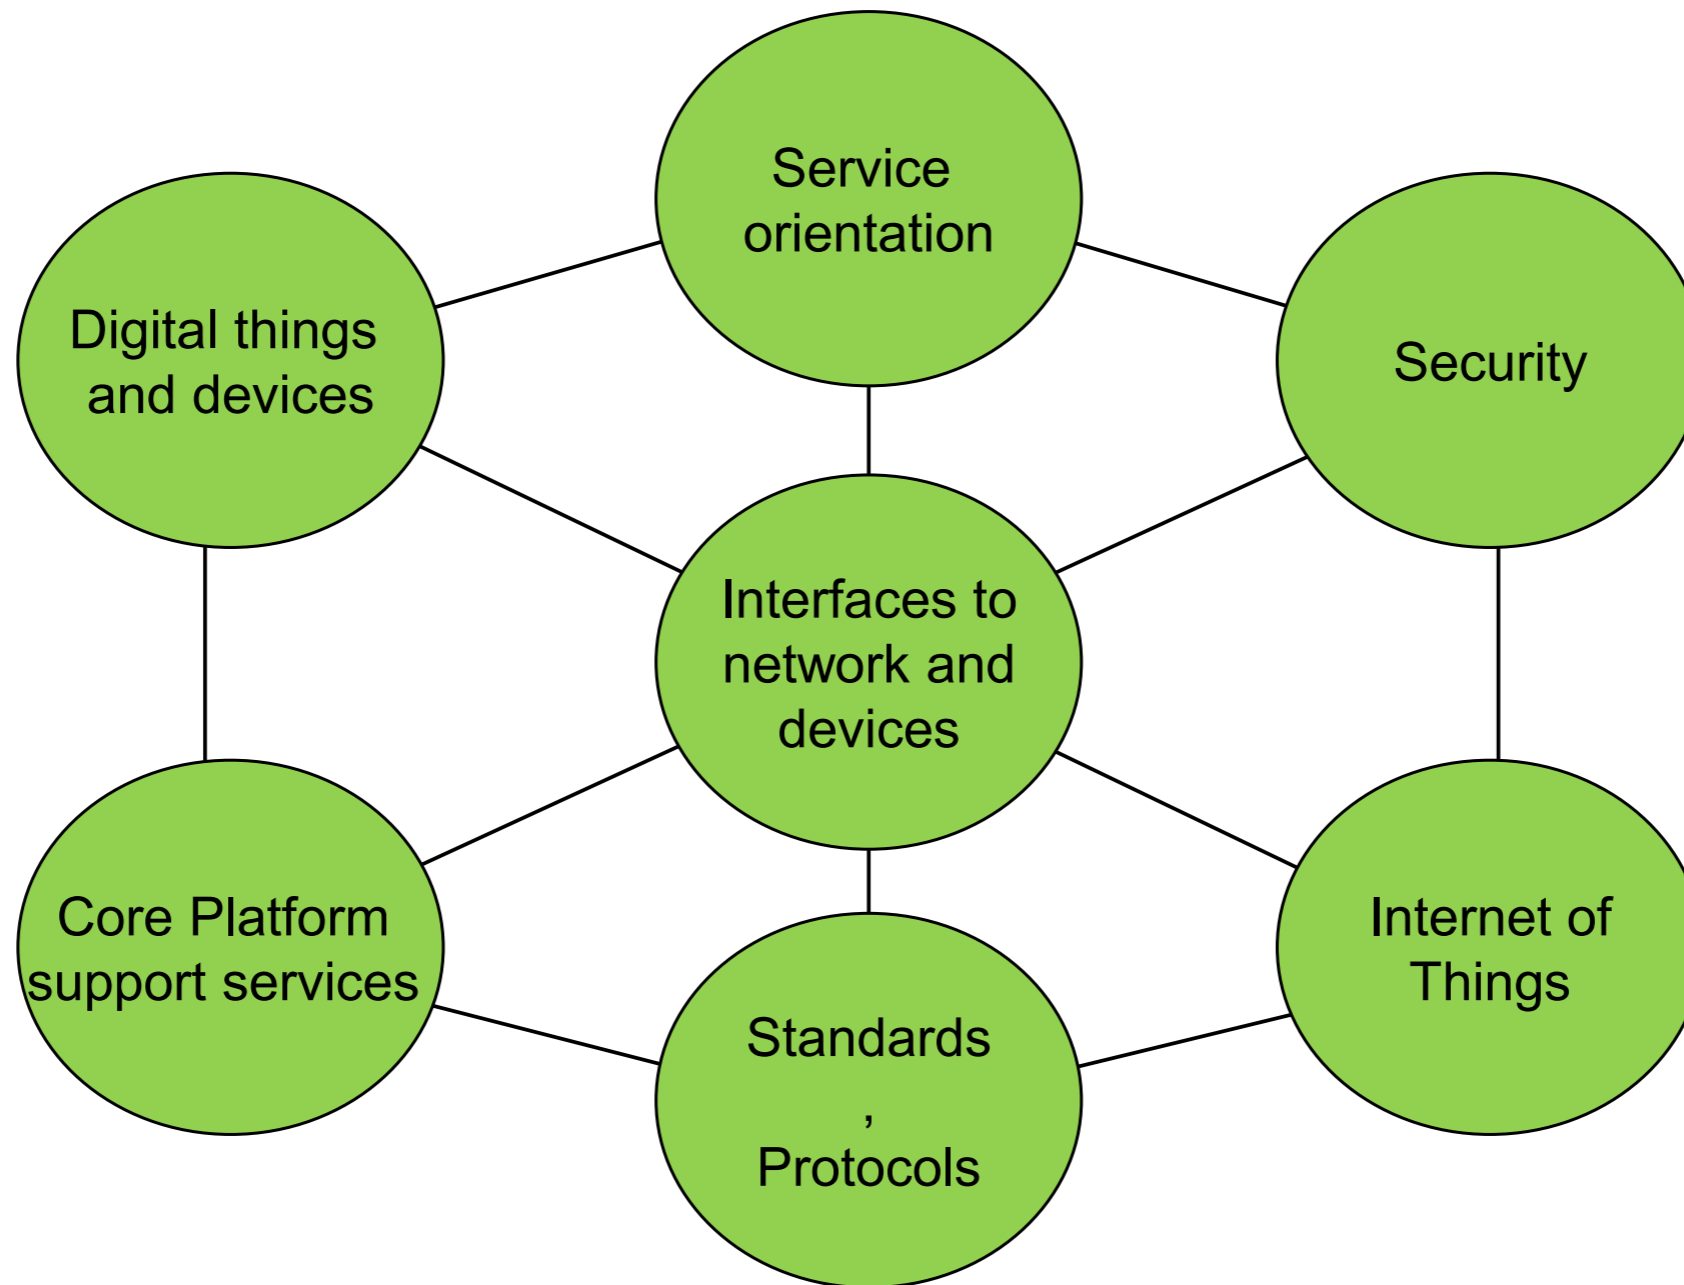 Service
orientation
Digital things
and devices
Security
Interfaces to
network and
devices
Core Platform
support services
Internet of
Things
Standards
,
Protocols